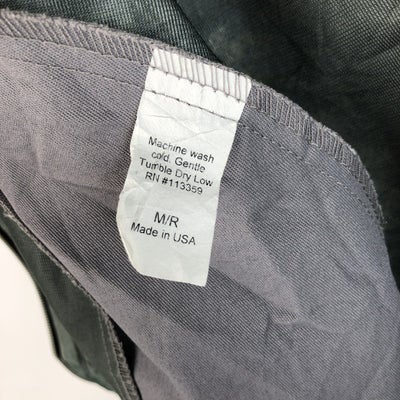 Machine wash
cold, Gentle
Tumble Dry Low
RN #113359
M/R
Made in USA